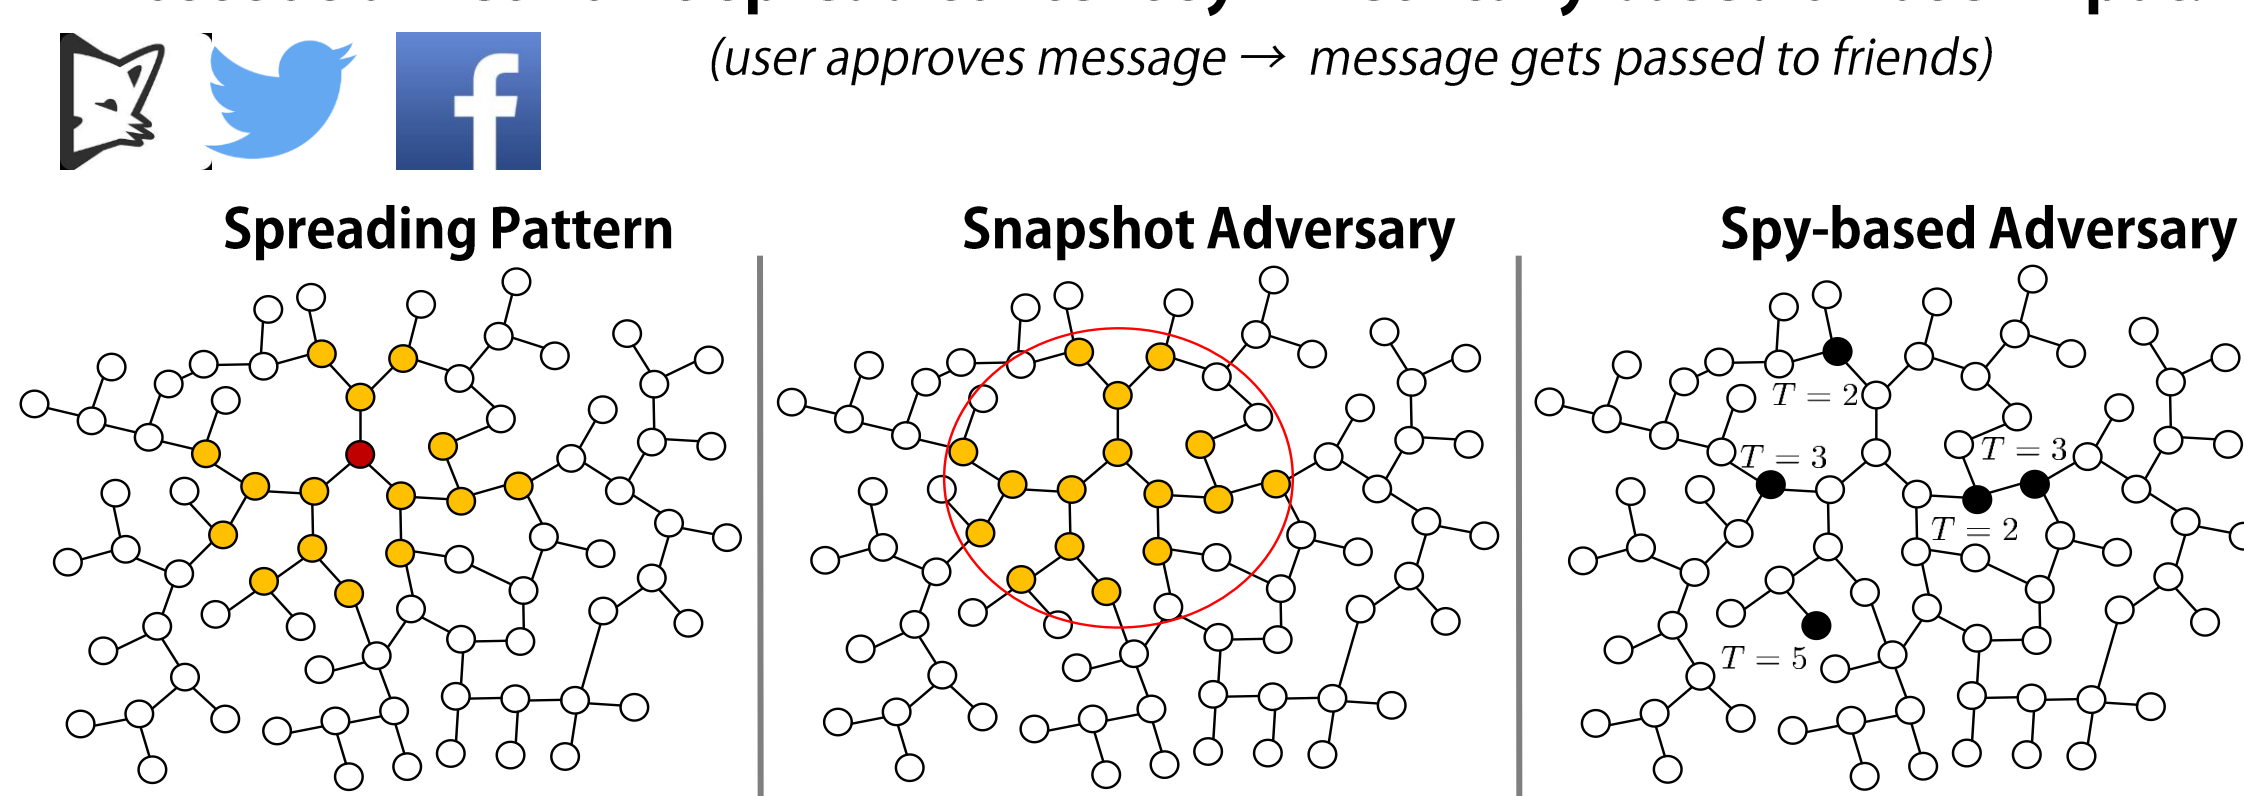 (user approves message → message gets passed to friends)
Spreading Pattern
Snapshot Adversary
Spy-based Adversary
T = 2
T = 3
T = 3
T = 2
T = 5